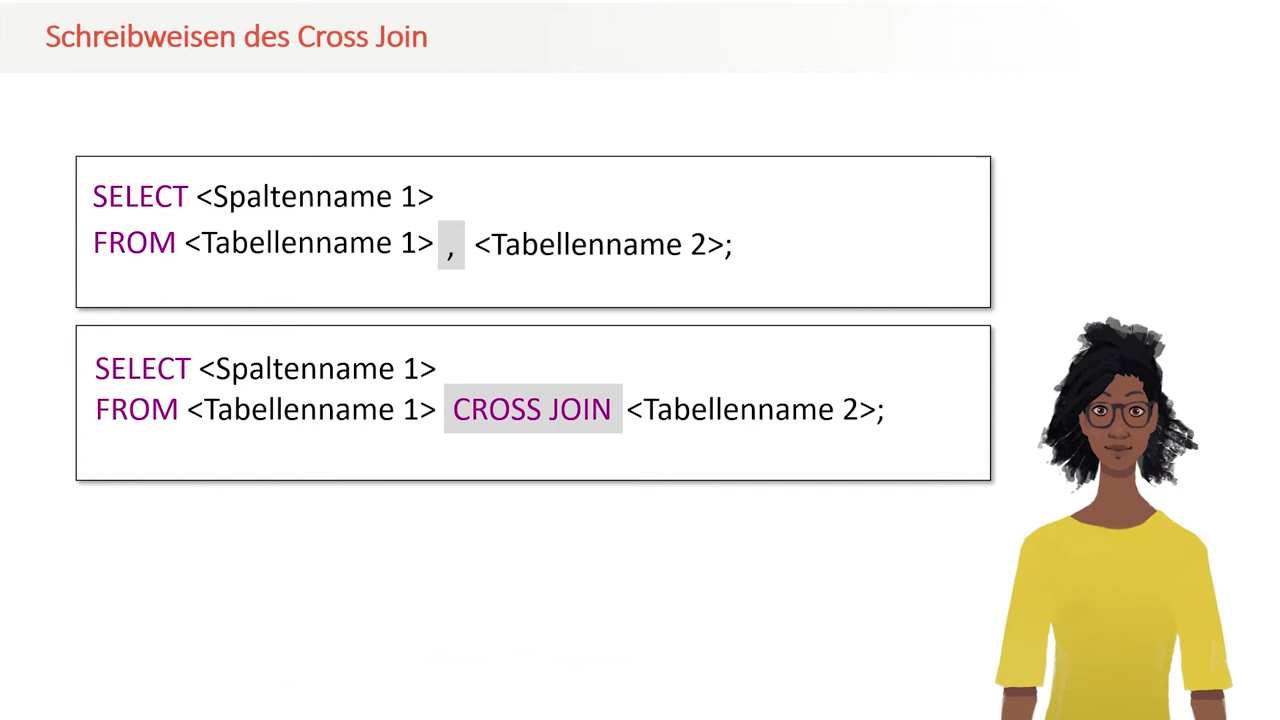 Schreibweisen des Cross Join
SELECT <Spaltenname 1>
FROM <Tabellenname 1> , <Tabellenname 2>;
SELECT <Spaltenname 1>
FROM <Tabellenname 1> CROSS JOIN <Tabellenname 2>;